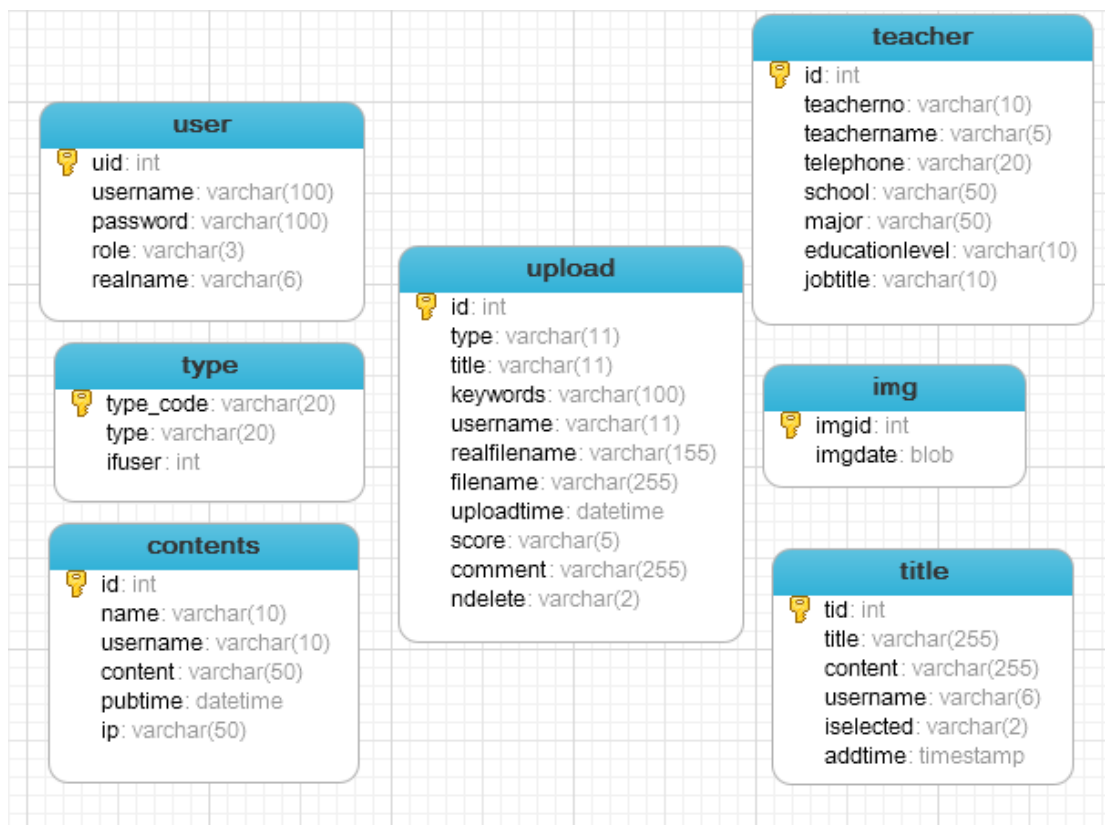 user
uid: int
username: varchar(100)
password: varchar(100)
role: varchar(3)
realname: varchar(6)
type
type_code: varchar(20)
type: varchar(20)
ifuser: int
contents
id: int
name: varchar(10)
username: varchar(10)
content: varchar(50)
pubtime: datetime
ip: varchar(50)
upload
id: int
type: varchar(11)
title: varchar(11)
keywords: varchar(100)
username: varchar(11)
realfilename: varchar(155)
filename: varchar(255)
uploadtime: datetime
score: varchar(5)
comment: varchar(255)
ndelete: varchar(2)
teacher
id: int
teacherno: varchar(10)
teachername: varchar(5)
telephone: varchar(20)
school: varchar(50)
major: varchar(50)
educationlevel: varchar(10)
jobtitle: varchar(10)
img
imgid: int
imgdate: blob
title
tid: int
title: varchar(255)
content: varchar(255)
username: varchar(6)
iselected: varchar(2)
addtime: timestamp